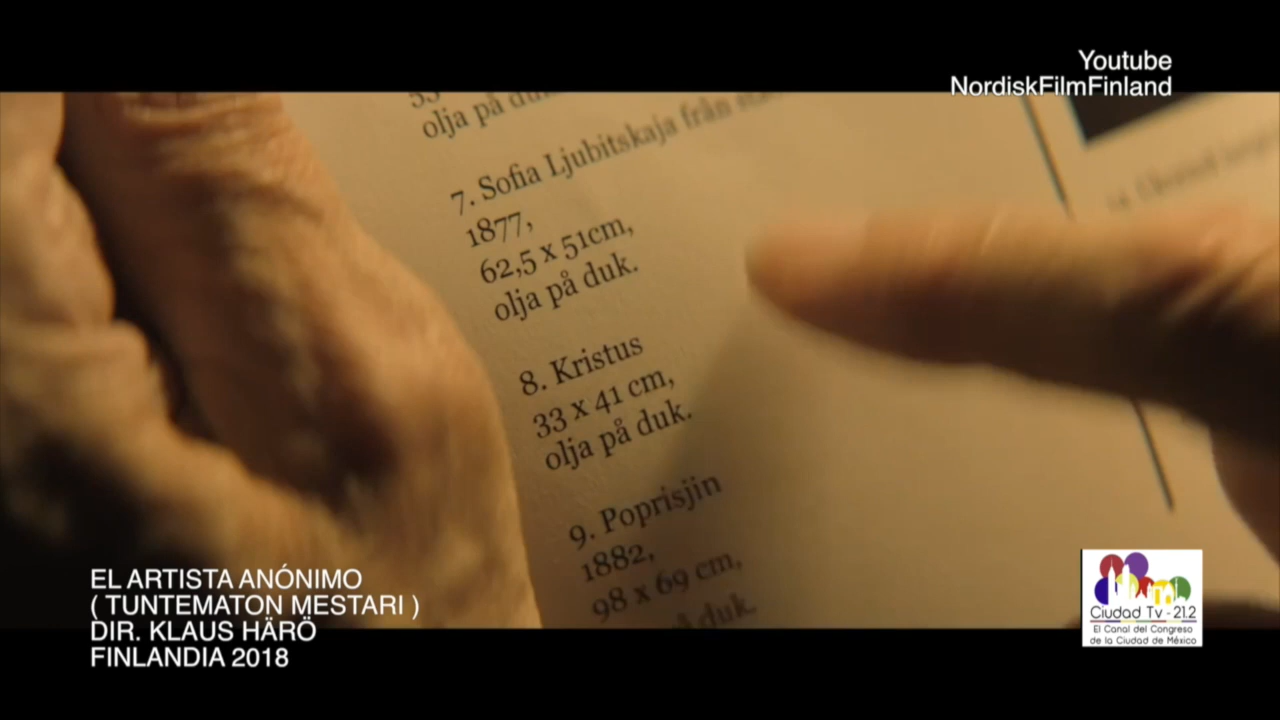 Youtube
NordiskFilmFinland
olja på duk.
7. Sofia Ljubitskaja från
1877,
62,5 x 51cm,
olja på duk.
8. Kristus
33 x 41 cm,
olja på duk.
9. Poprisjin
1882,
98 x 69 cm,
på duk.
EL ARTISTA ANÓNIMO
( TUNTEMATON MESTARI )
DIR. KLAUS HÄRÖ
FINLANDIA 2018
Ciudad Tv - 21.2
El Canal del Congreso
de la Ciudad de México